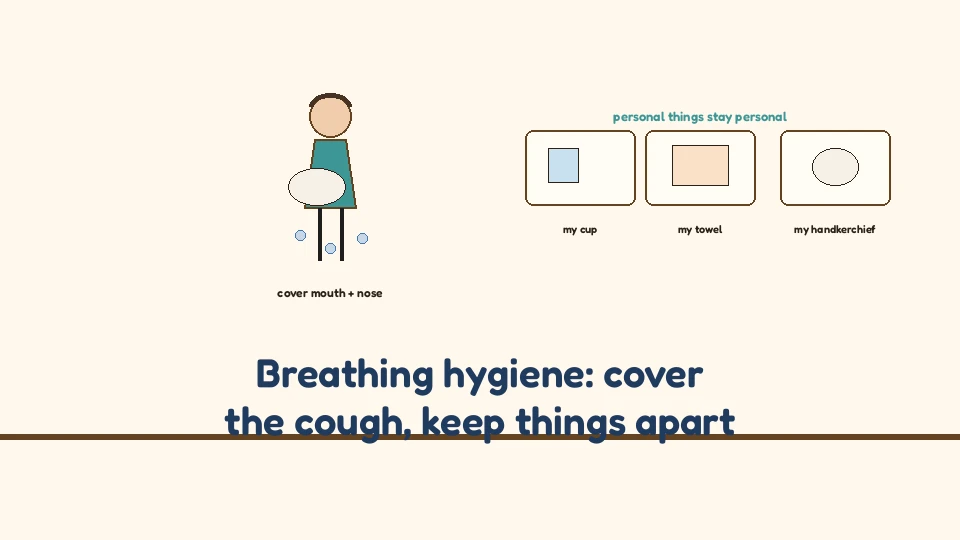 personal things stay personal
my cup
my towel
my handkerchief
cover mouth + nose
Breathing hygiene: cover
the cough, keep things apart